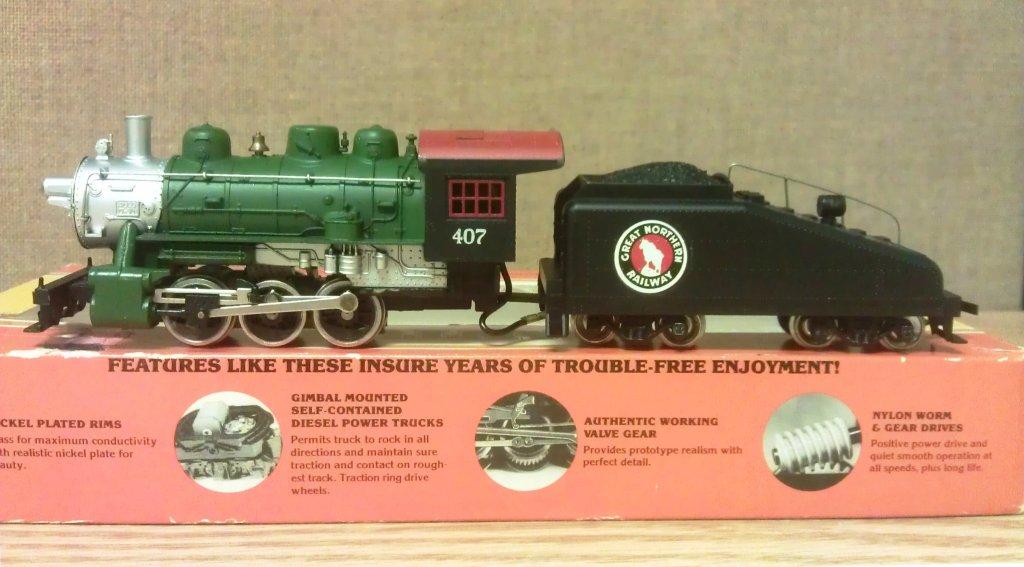 407
GREAT NORTHERN
RAILWAY
FEATURES LIKE THESE INSURE YEARS OF TROUBLE-FREE ENJOYMENT!
CKEL PLATED RIMS
ass for maximum conductivity
th realistic nickel plate for
auty.
GIMBAL MOUNTED
SELF-CONTAINED
DIESEL POWER TRUCKS
Permits truck to rock in all
directions and maintain sure
traction and contact on rough-
est track. Traction ring drive
wheels.
AUTHENTIC WORKING
VALVE GEAR
Provides prototype realism with
perfect detail.
NYLON WORM
& GEAR DRIVES
Positive power drive and
quiet smooth operation at
all speeds, plus long life.